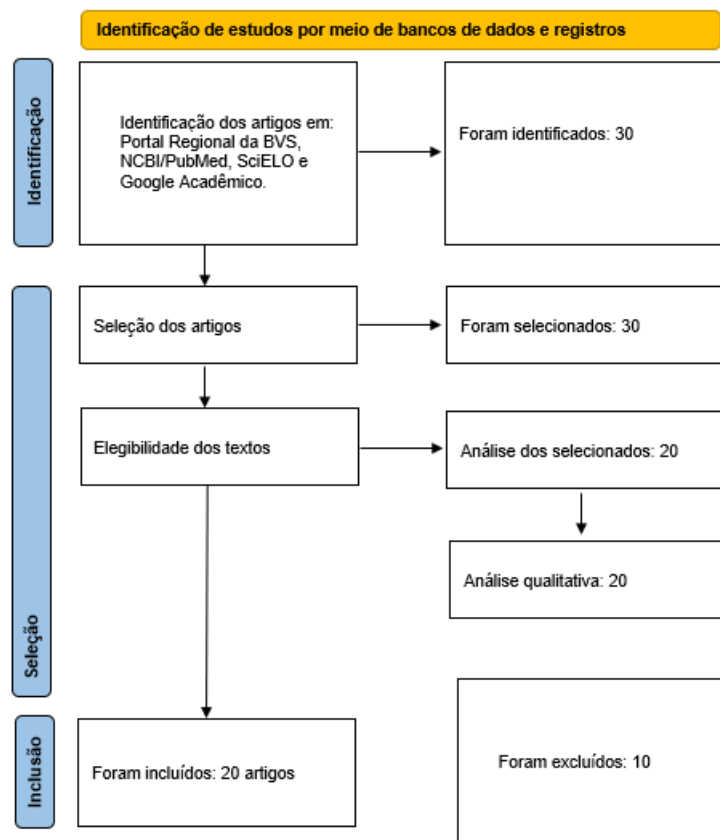 Identificação de estudos por meio de bancos de dados e registros
Identificação
Identificação dos artigos em:
Portal Regional da BVS,
NCBI/PubMed, SciELO e
Google Acadêmico.
Foram identificados: 30
Seleção
Seleção dos artigos
Foram selecionados: 30
Elegibilidade dos textos
Análise dos selecionados: 20
Análise qualitativa: 20
Inclusão
Foram incluídos: 20 artigos
Foram excluídos: 10